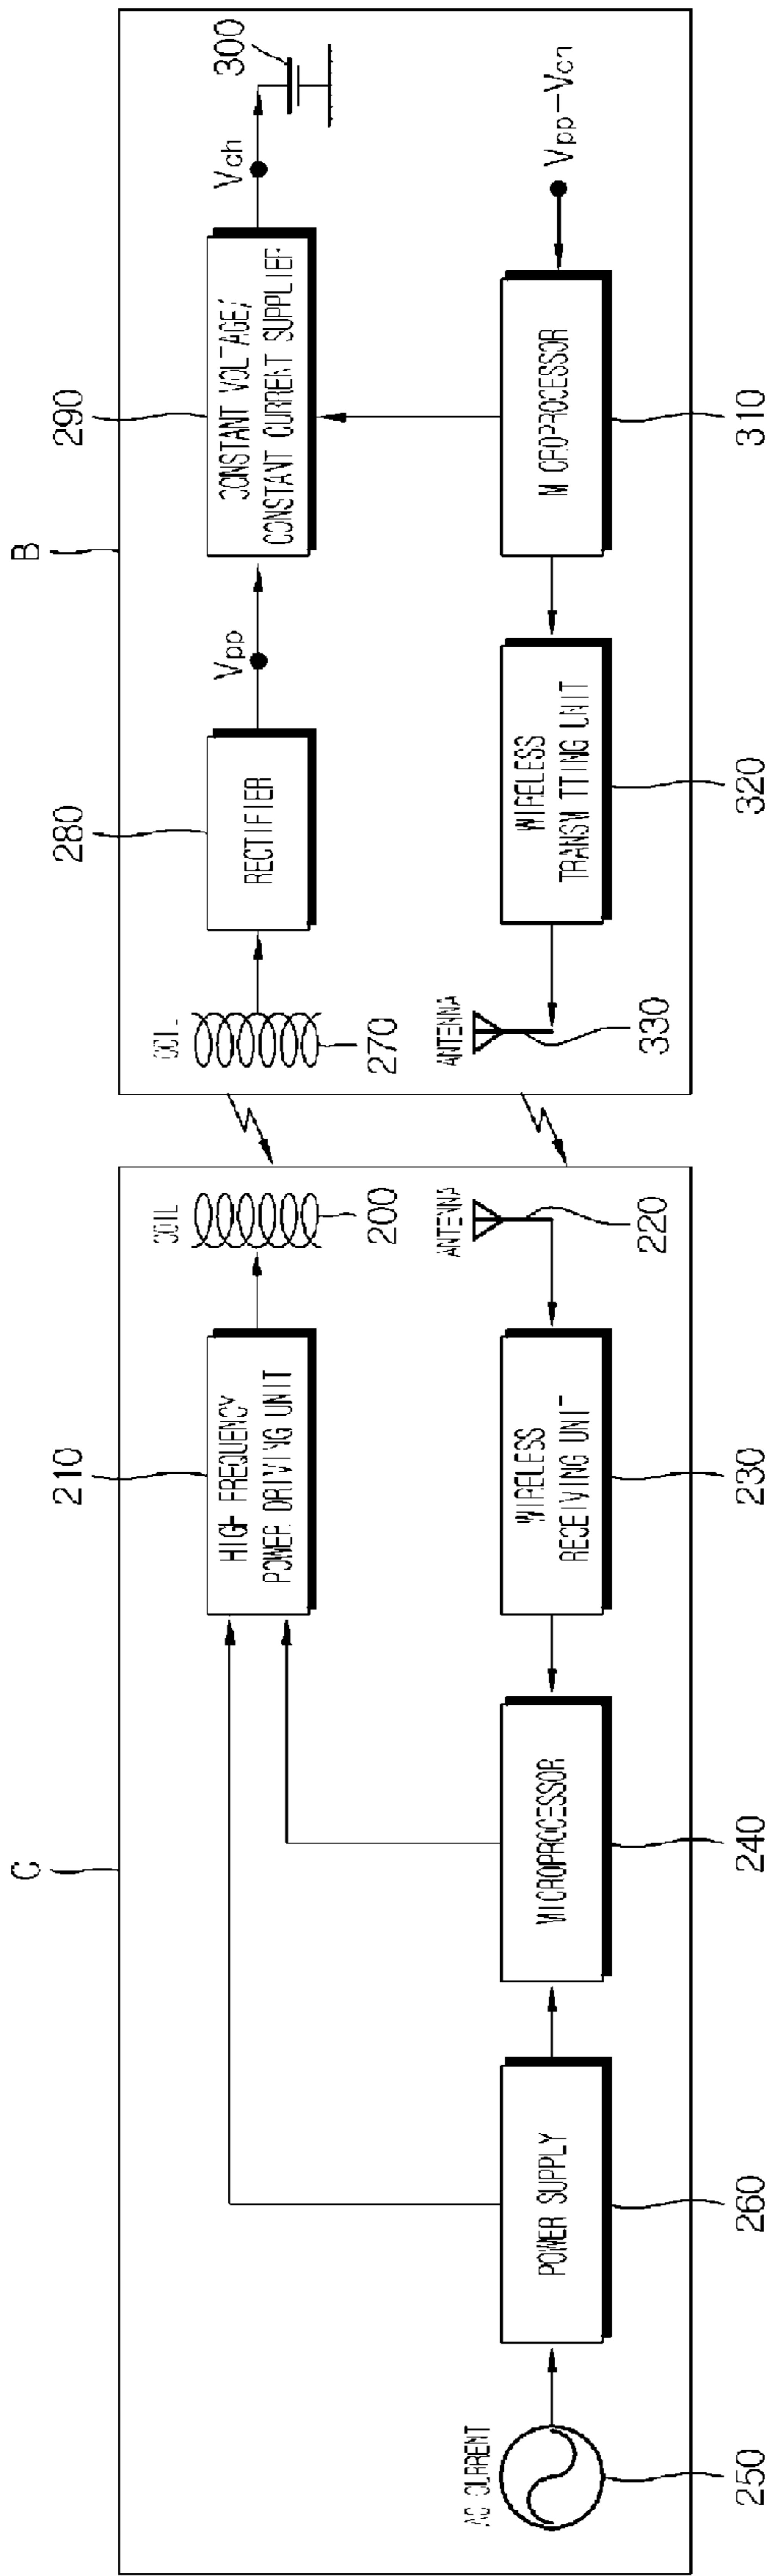 C
B
210
HIGH FREQUENCY
POWER DRIVING UNIT
COIL
200
280
RECTIFIER
COIL
270
Vpp
290
CONSTANT VOLTAGE/
CONSTANT CURRENT SUPPLIER
Vch
300
AC CURRENT
250
POWER SUPPLY
260
MICROPROCESSOR
240
WIRELESS
RECEIVING UNIT
230
ANTENNA
220
ANTENNA
330
WIRELESS
TRANSMITTING UNIT
320
MICROPROCESSOR
310
Vpp-Vch